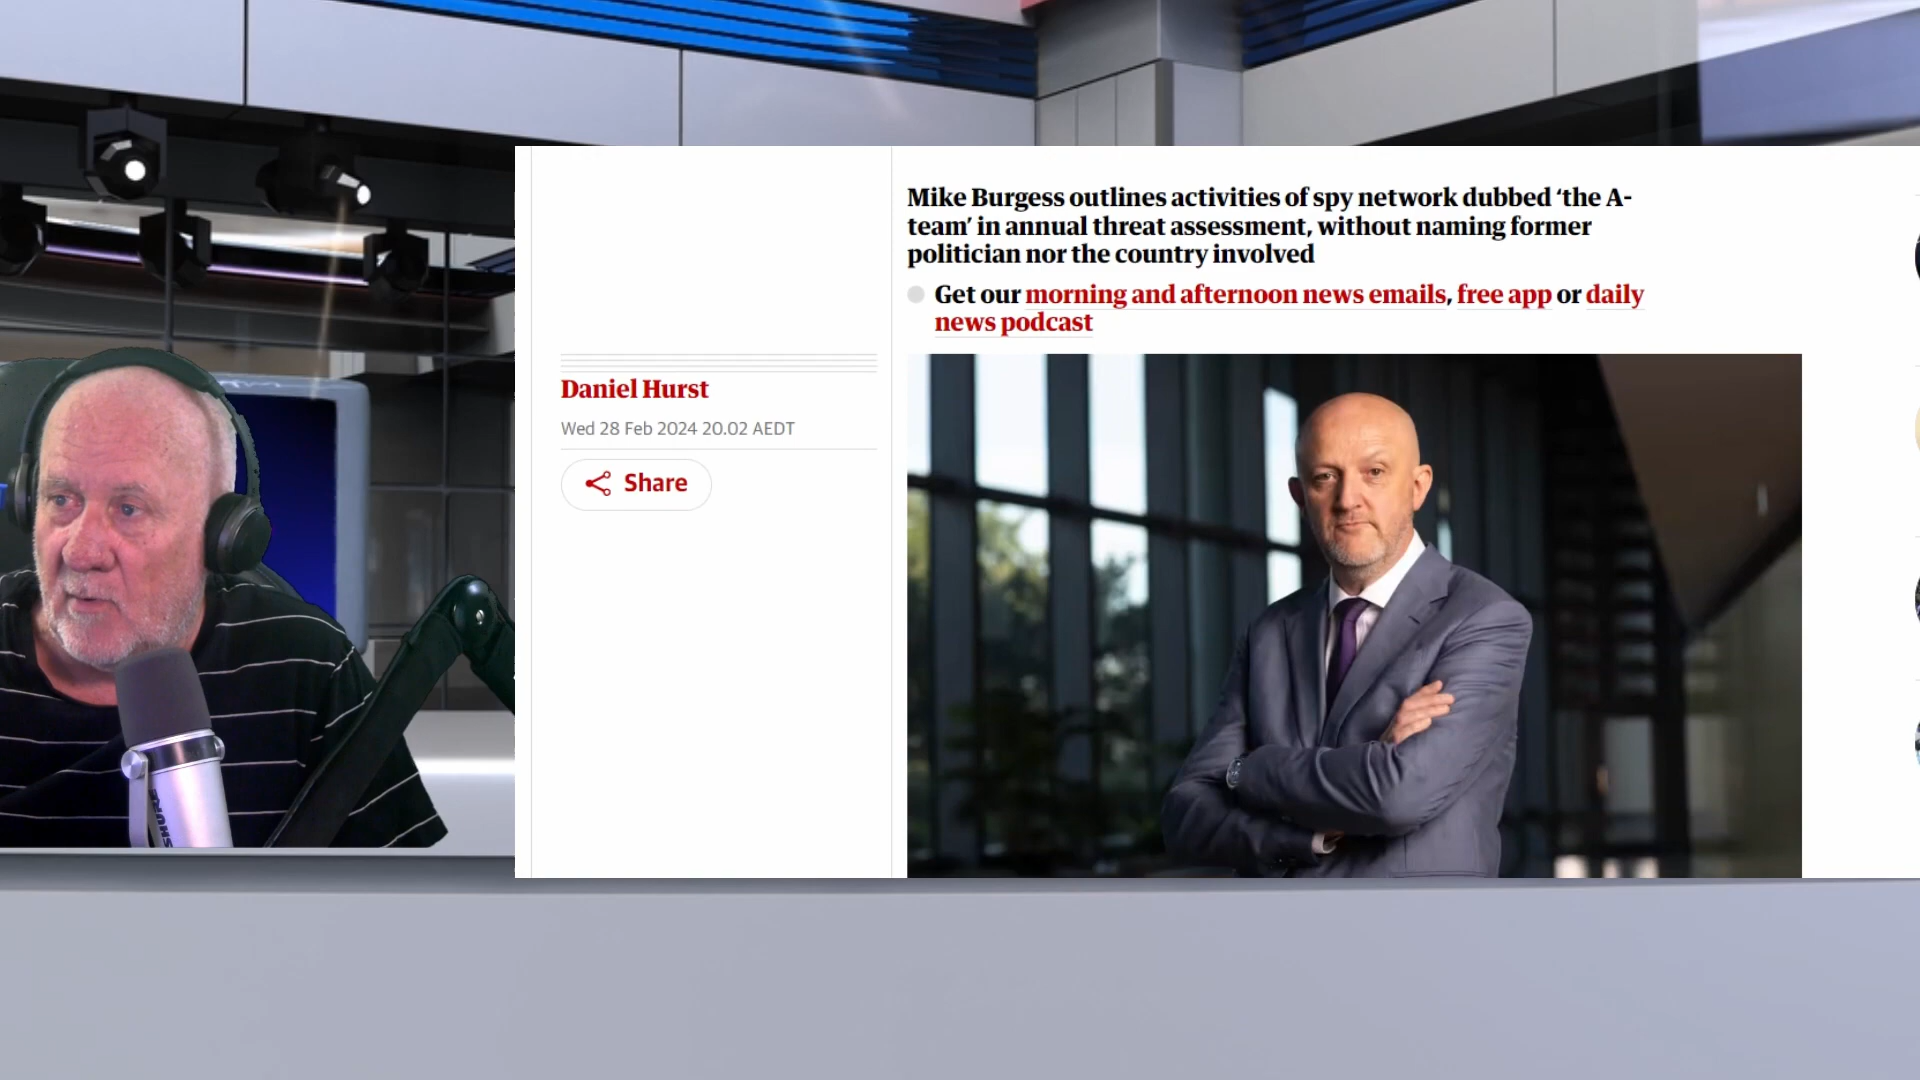 Mike Burgess outlines activities of spy network dubbed ‘the A-
team’ in annual threat assessment, without naming former
politician nor the country involved
Get our morning and afternoon news emails, free app or daily
news podcast
Daniel Hurst
Wed 28 Feb 2024 20.02 AEDT
Share
SHURE